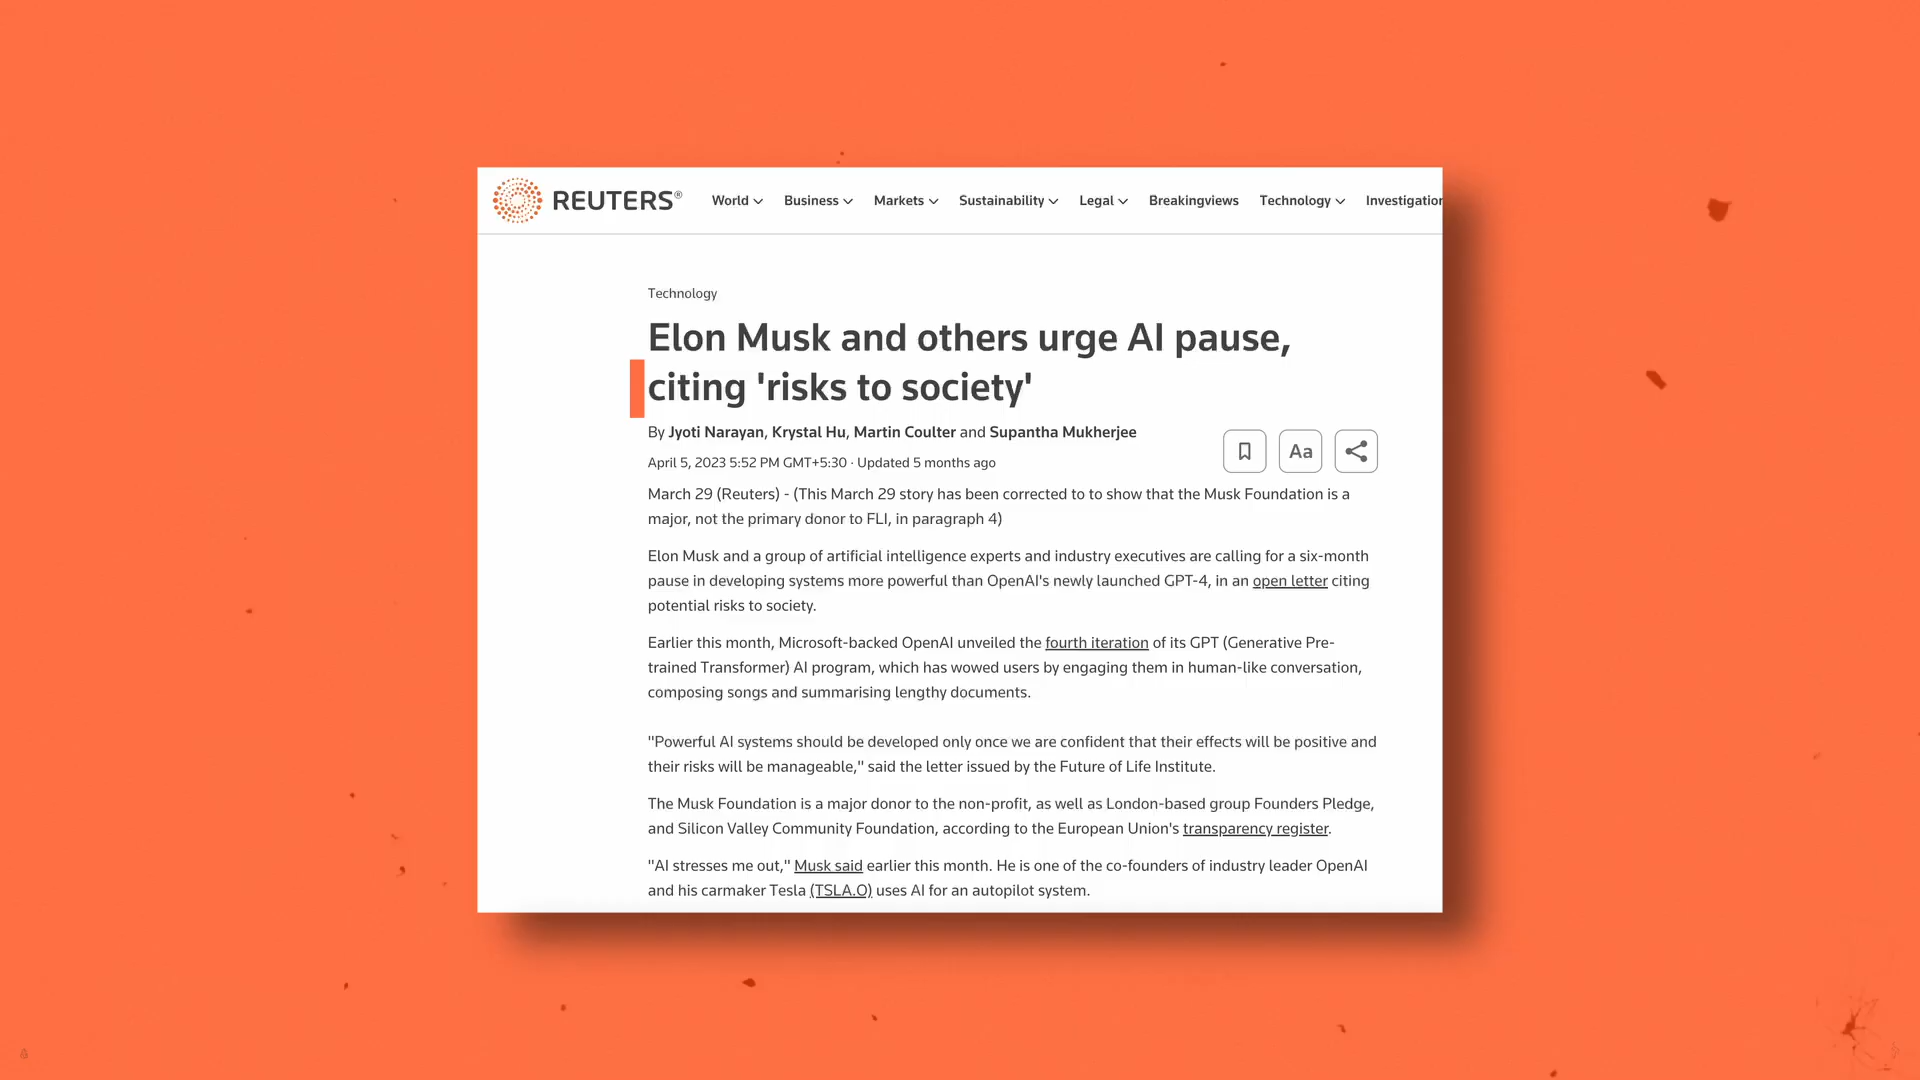 REUTERS®
World Business Markets Sustainability Legal Breakingviews Technology Investigation
Technology
Elon Musk and others urge AI pause,
citing 'risks to society'
By Jyoti Narayan, Krystal Hu, Martin Coulter and Supantha Mukherjee
April 5, 2023 5:52 PM GMT+5:30 · Updated 5 months ago
Aa
March 29 (Reuters) - (This March 29 story has been corrected to to show that the Musk Foundation is a
major, not the primary donor to FLI, in paragraph 4)
Elon Musk and a group of artificial intelligence experts and industry executives are calling for a six-month
pause in developing systems more powerful than OpenAI's newly launched GPT-4, in an open letter citing
potential risks to society.
Earlier this month, Microsoft-backed OpenAI unveiled the fourth iteration of its GPT (Generative Pre-
trained Transformer) AI program, which has wowed users by engaging them in human-like conversation,
composing songs and summarising lengthy documents.
"Powerful AI systems should be developed only once we are confident that their effects will be positive and
their risks will be manageable," said the letter issued by the Future of Life Institute.
The Musk Foundation is a major donor to the non-profit, as well as London-based group Founders Pledge,
and Silicon Valley Community Foundation, according to the European Union's transparency register.
"AI stresses me out," Musk said earlier this month. He is one of the co-founders of industry leader OpenAI
and his carmaker Tesla (TSLA.O) uses AI for an autopilot system.